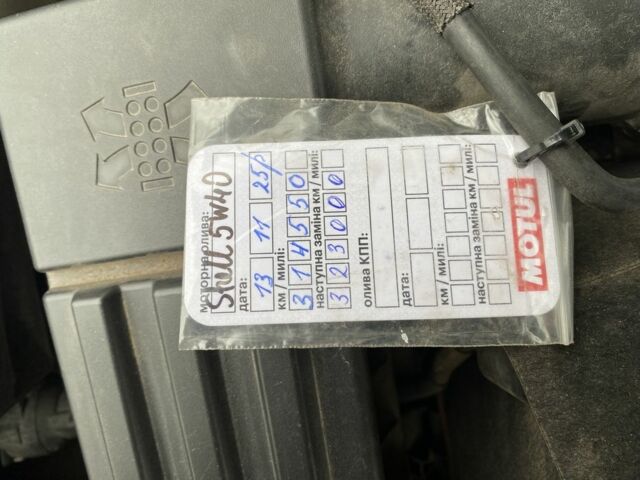 моторна олива:
Shell 5W40
дата:
13 11 25р
км / милі:
314550
наступна заміна км / милі:
323000
олива КПП:
дата:
км / милі:
наступна заміна км / милі:
MOTUL